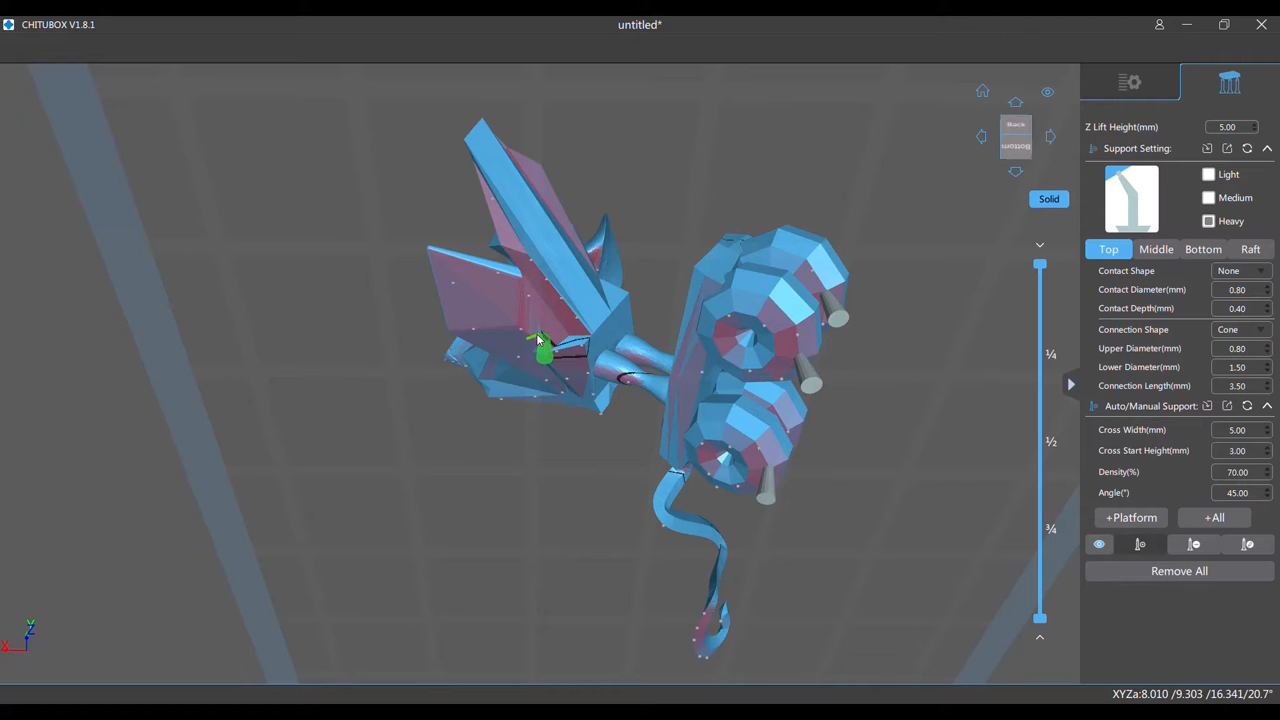 CHITUBOX V1.8.1
untitled*
Z Lift Height(mm) 5.00
Support Setting:
Light
Medium
Heavy
Top Middle Bottom Raft
Contact Shape None
Contact Diameter(mm) 0.80
Contact Depth(mm) 0.40
Connection Shape Cone
Upper Diameter(mm) 0.80
Lower Diameter(mm) 1.50
Connection Length(mm) 3.50
Auto/Manual Support:
Cross Width(mm) 5.00
Cross Start Height(mm) 3.00
Density(%) 70.00
Angle(°) 45.00
+Platform +All
Remove All
Back
Bottom
Solid
¼
½
¾
Z
X
XYZa:8.010 /9.303 /16.341/20.7°